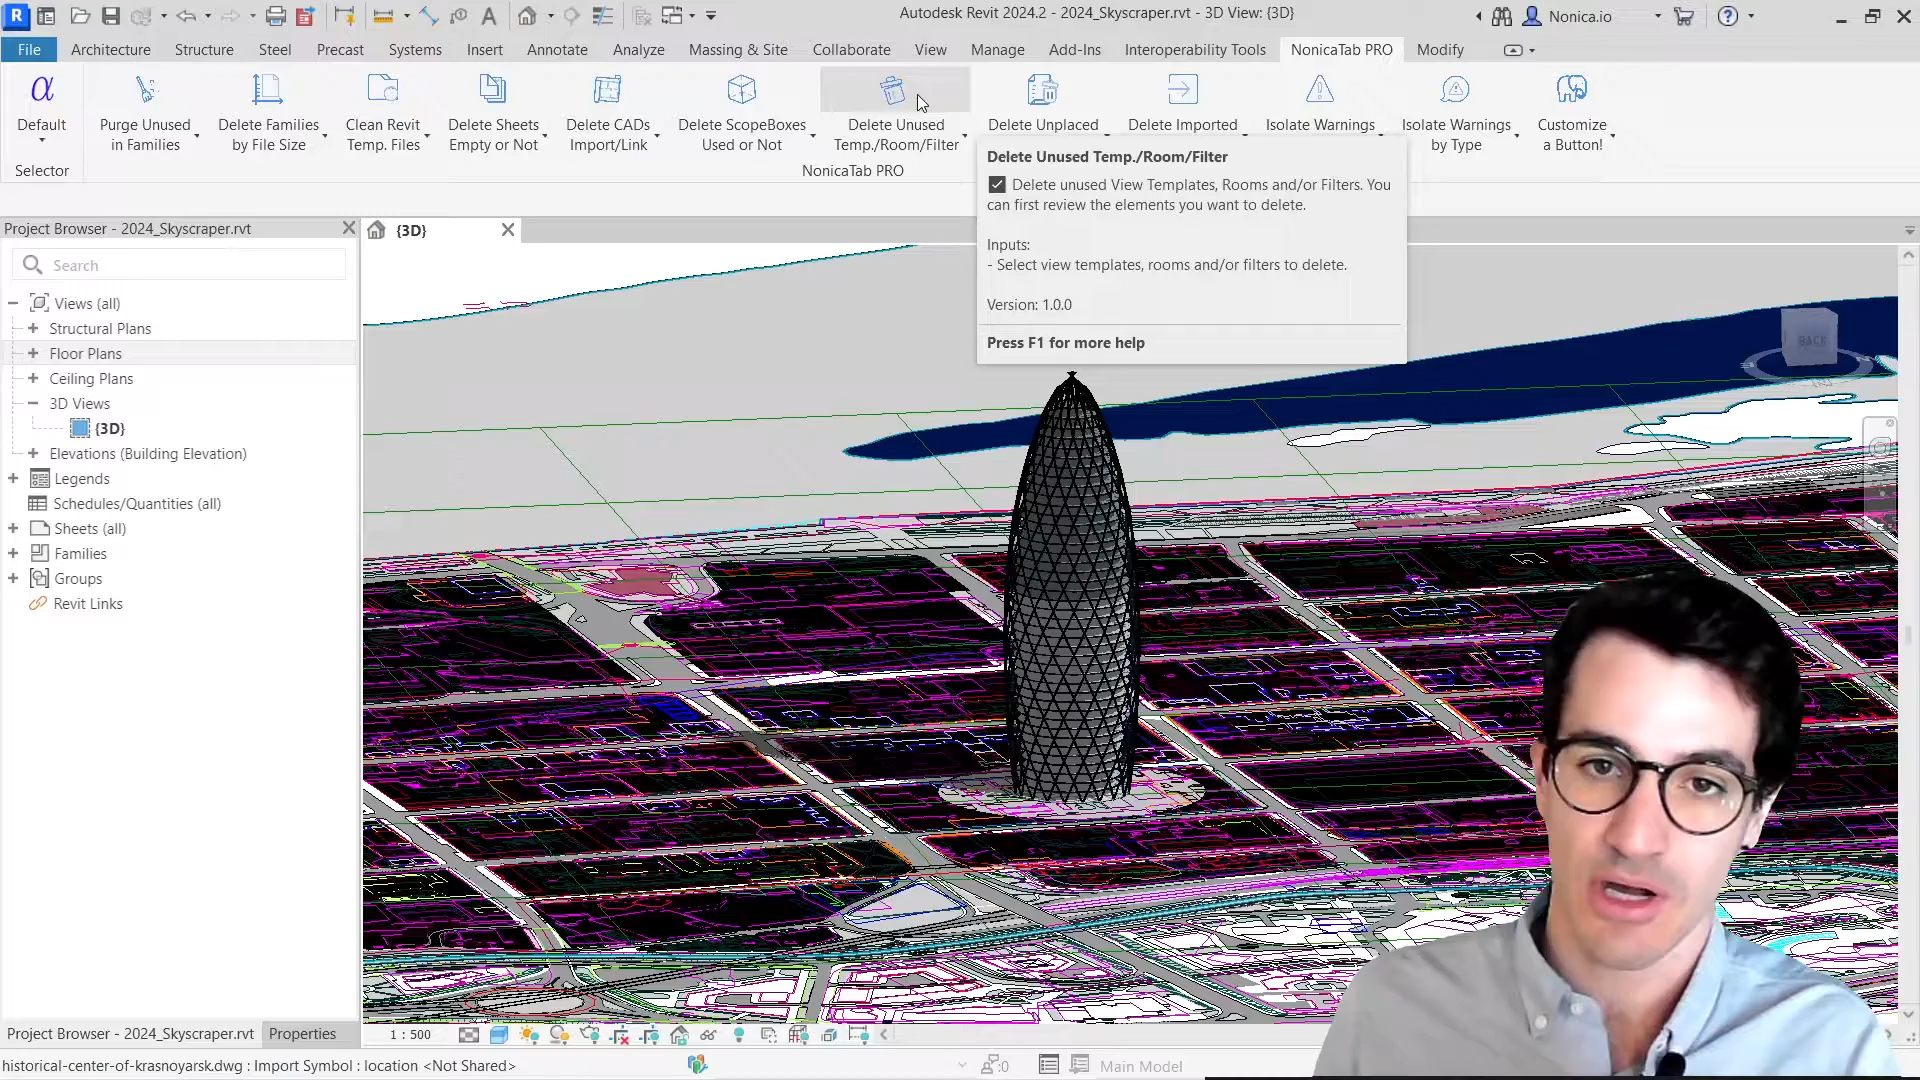 Autodesk Revit 2024.2 - 2024_Skyscraper.rvt - 3D View: {3D}
Nonica.io
File
Architecture
Structure
Steel
Precast
Systems
Insert
Annotate
Analyze
Massing & Site
Collaborate
View
Manage
Add-Ins
Interoperability Tools
NonicaTab PRO
Modify
Default
Purge Unused
in Families
Delete Families
by File Size
Clean Revit
Temp. Files
Delete Sheets
Empty or Not
Delete CADs
Import/Link
Delete ScopeBoxes
Used or Not
Delete Unused
Temp./Room/Filter
Delete Unplaced
Delete Imported
Isolate Warnings
Isolate Warnings
by Type
Customize
a Button!
Selector
NonicaTab PRO
Delete Unused Temp./Room/Filter
Delete unused View Templates, Rooms and/or Filters. You
can first review the elements you want to delete.
Inputs:
- Select view templates, rooms and/or filters to delete.
Version: 1.0.0
Press F1 for more help
Project Browser - 2024_Skyscraper.rvt
{3D}
Search
Views (all)
Structural Plans
Floor Plans
Ceiling Plans
3D Views
{3D}
Elevations (Building Elevation)
Legends
Schedules/Quantities (all)
Sheets (all)
Families
Groups
Revit Links
BACK
Project Browser - 2024_Skyscraper.rvt
Properties
1 : 500
historical-center-of-krasnoyarsk.dwg : Import Symbol : location <Not Shared>
:0
Main Model